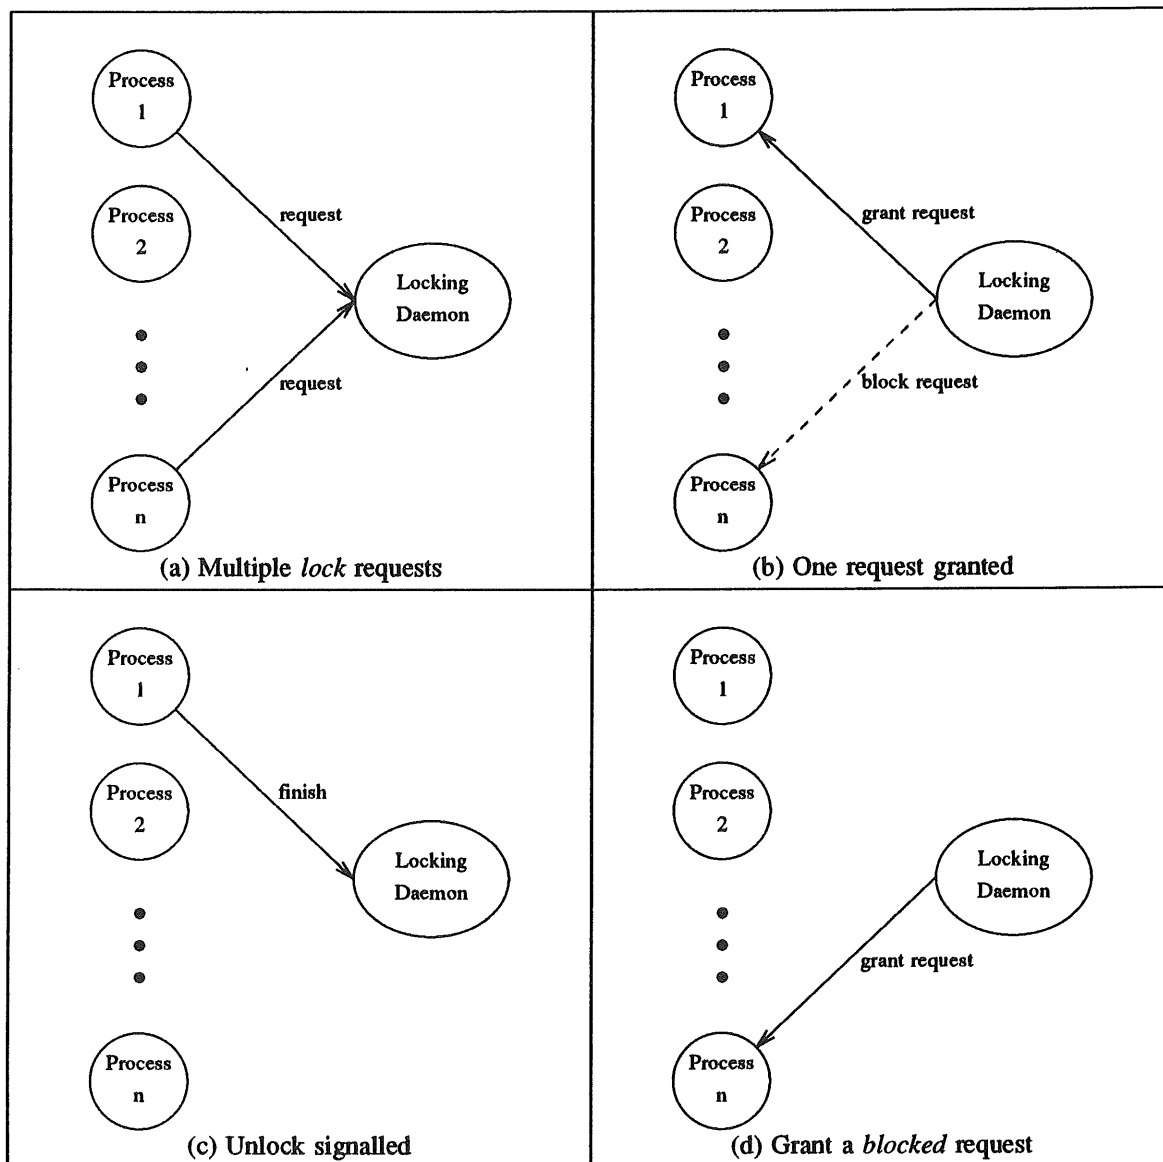 Process
1
Process
2
request
Locking
Daemon
request
Process
n
(a) Multiple lock requests
Process
1
Process
2
grant request
Locking
Daemon
block request
Process
n
(b) One request granted
Process
1
Process
2
finish
Locking
Daemon
Process
n
(c) Unlock signalled
Process
1
Process
2
Locking
Daemon
grant request
Process
n
(d) Grant a blocked request